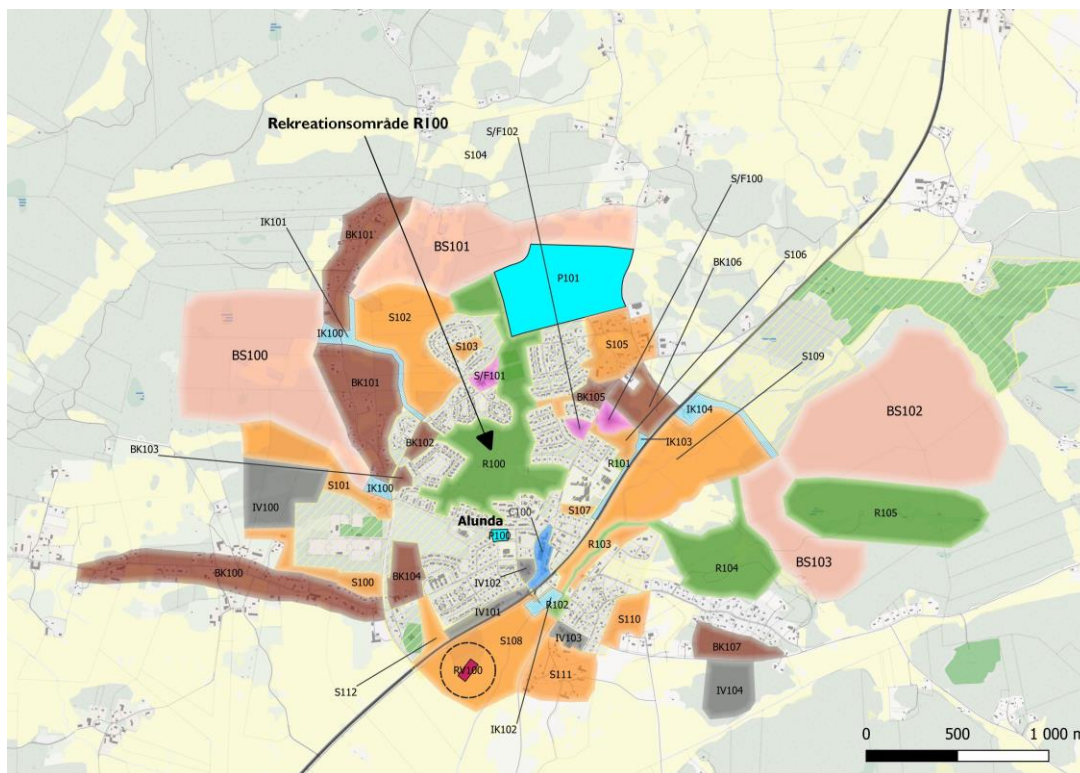 Rekreationsområde R100
S/F102
S104
S/F100
IK101
BK101
BS101
BK106
S106
P101
S102
IK100
S103
S105
S109
BS100
BK101
S/F101
BK105
IK104
BS102
BK102
IK103
BK103
R100
R101
S101
IK100
IV100
S107
R105
Alunda
C100
P100
R103
BK100
S100
BK104
IV102
R104
BS103
IV101
R102
S110
S108
IV103
BK107
RV100
S111
IV104
S112
IK102
0 500 1 000 m